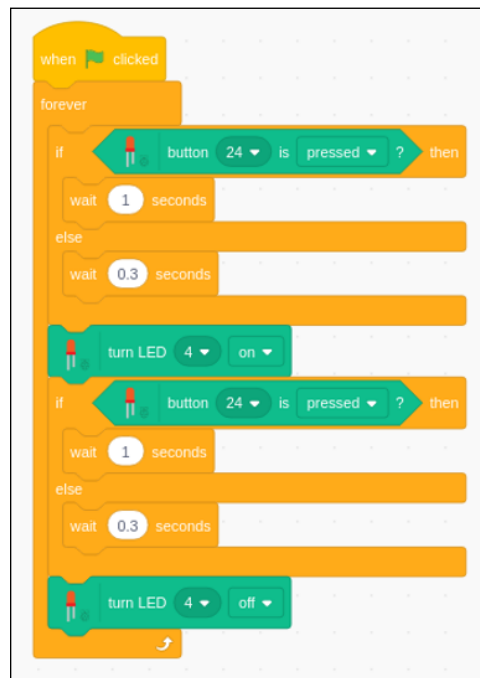 when clicked
forever
if button 24 is pressed ? then
wait 1 seconds
else
wait 0.3 seconds
turn LED 4 on
if button 24 is pressed ? then
wait 1 seconds
else
wait 0.3 seconds
turn LED 4 off